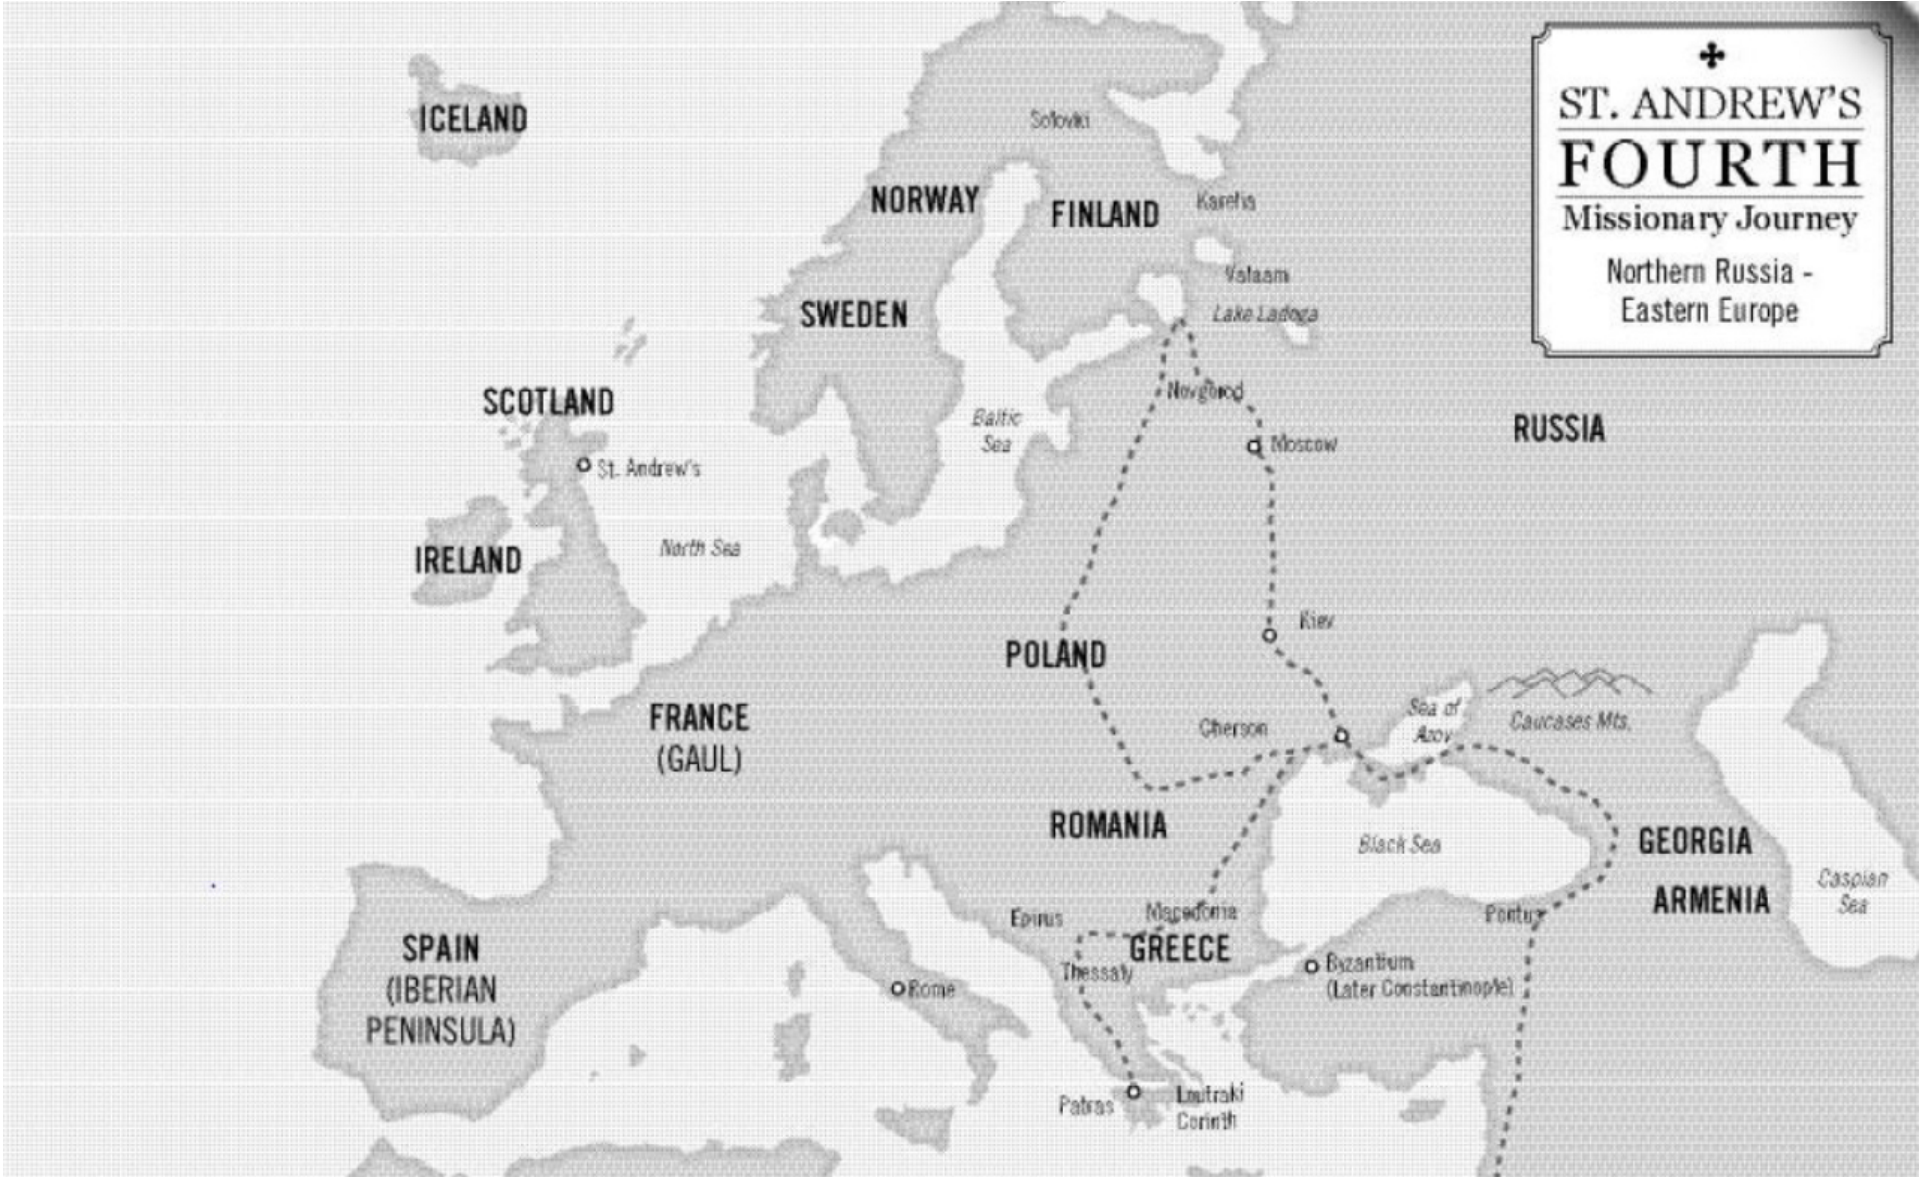 ST. ANDREW'S
FOURTH
Missionary Journey
Northern Russia -
Eastern Europe
ICELAND
Solovki
NORWAY
FINLAND
Karelia
Valaam
Lake Ladoga
SWEDEN
SCOTLAND
St. Andrew's
Baltic
Sea
Novgorod
Moscow
RUSSIA
North Sea
IRELAND
POLAND
Kiev
FRANCE
(GAUL)
Cherson
Sea of
Azov
Caucases Mts.
ROMANIA
Black Sea
GEORGIA
ARMENIA
Caspian
Sea
Epirus
Macedonia
Pontus
GREECE
Thessaly
Byzantium
(Later Constantinople)
SPAIN
(IBERIAN
PENINSULA)
Rome
Patras
Loutraki
Corinth